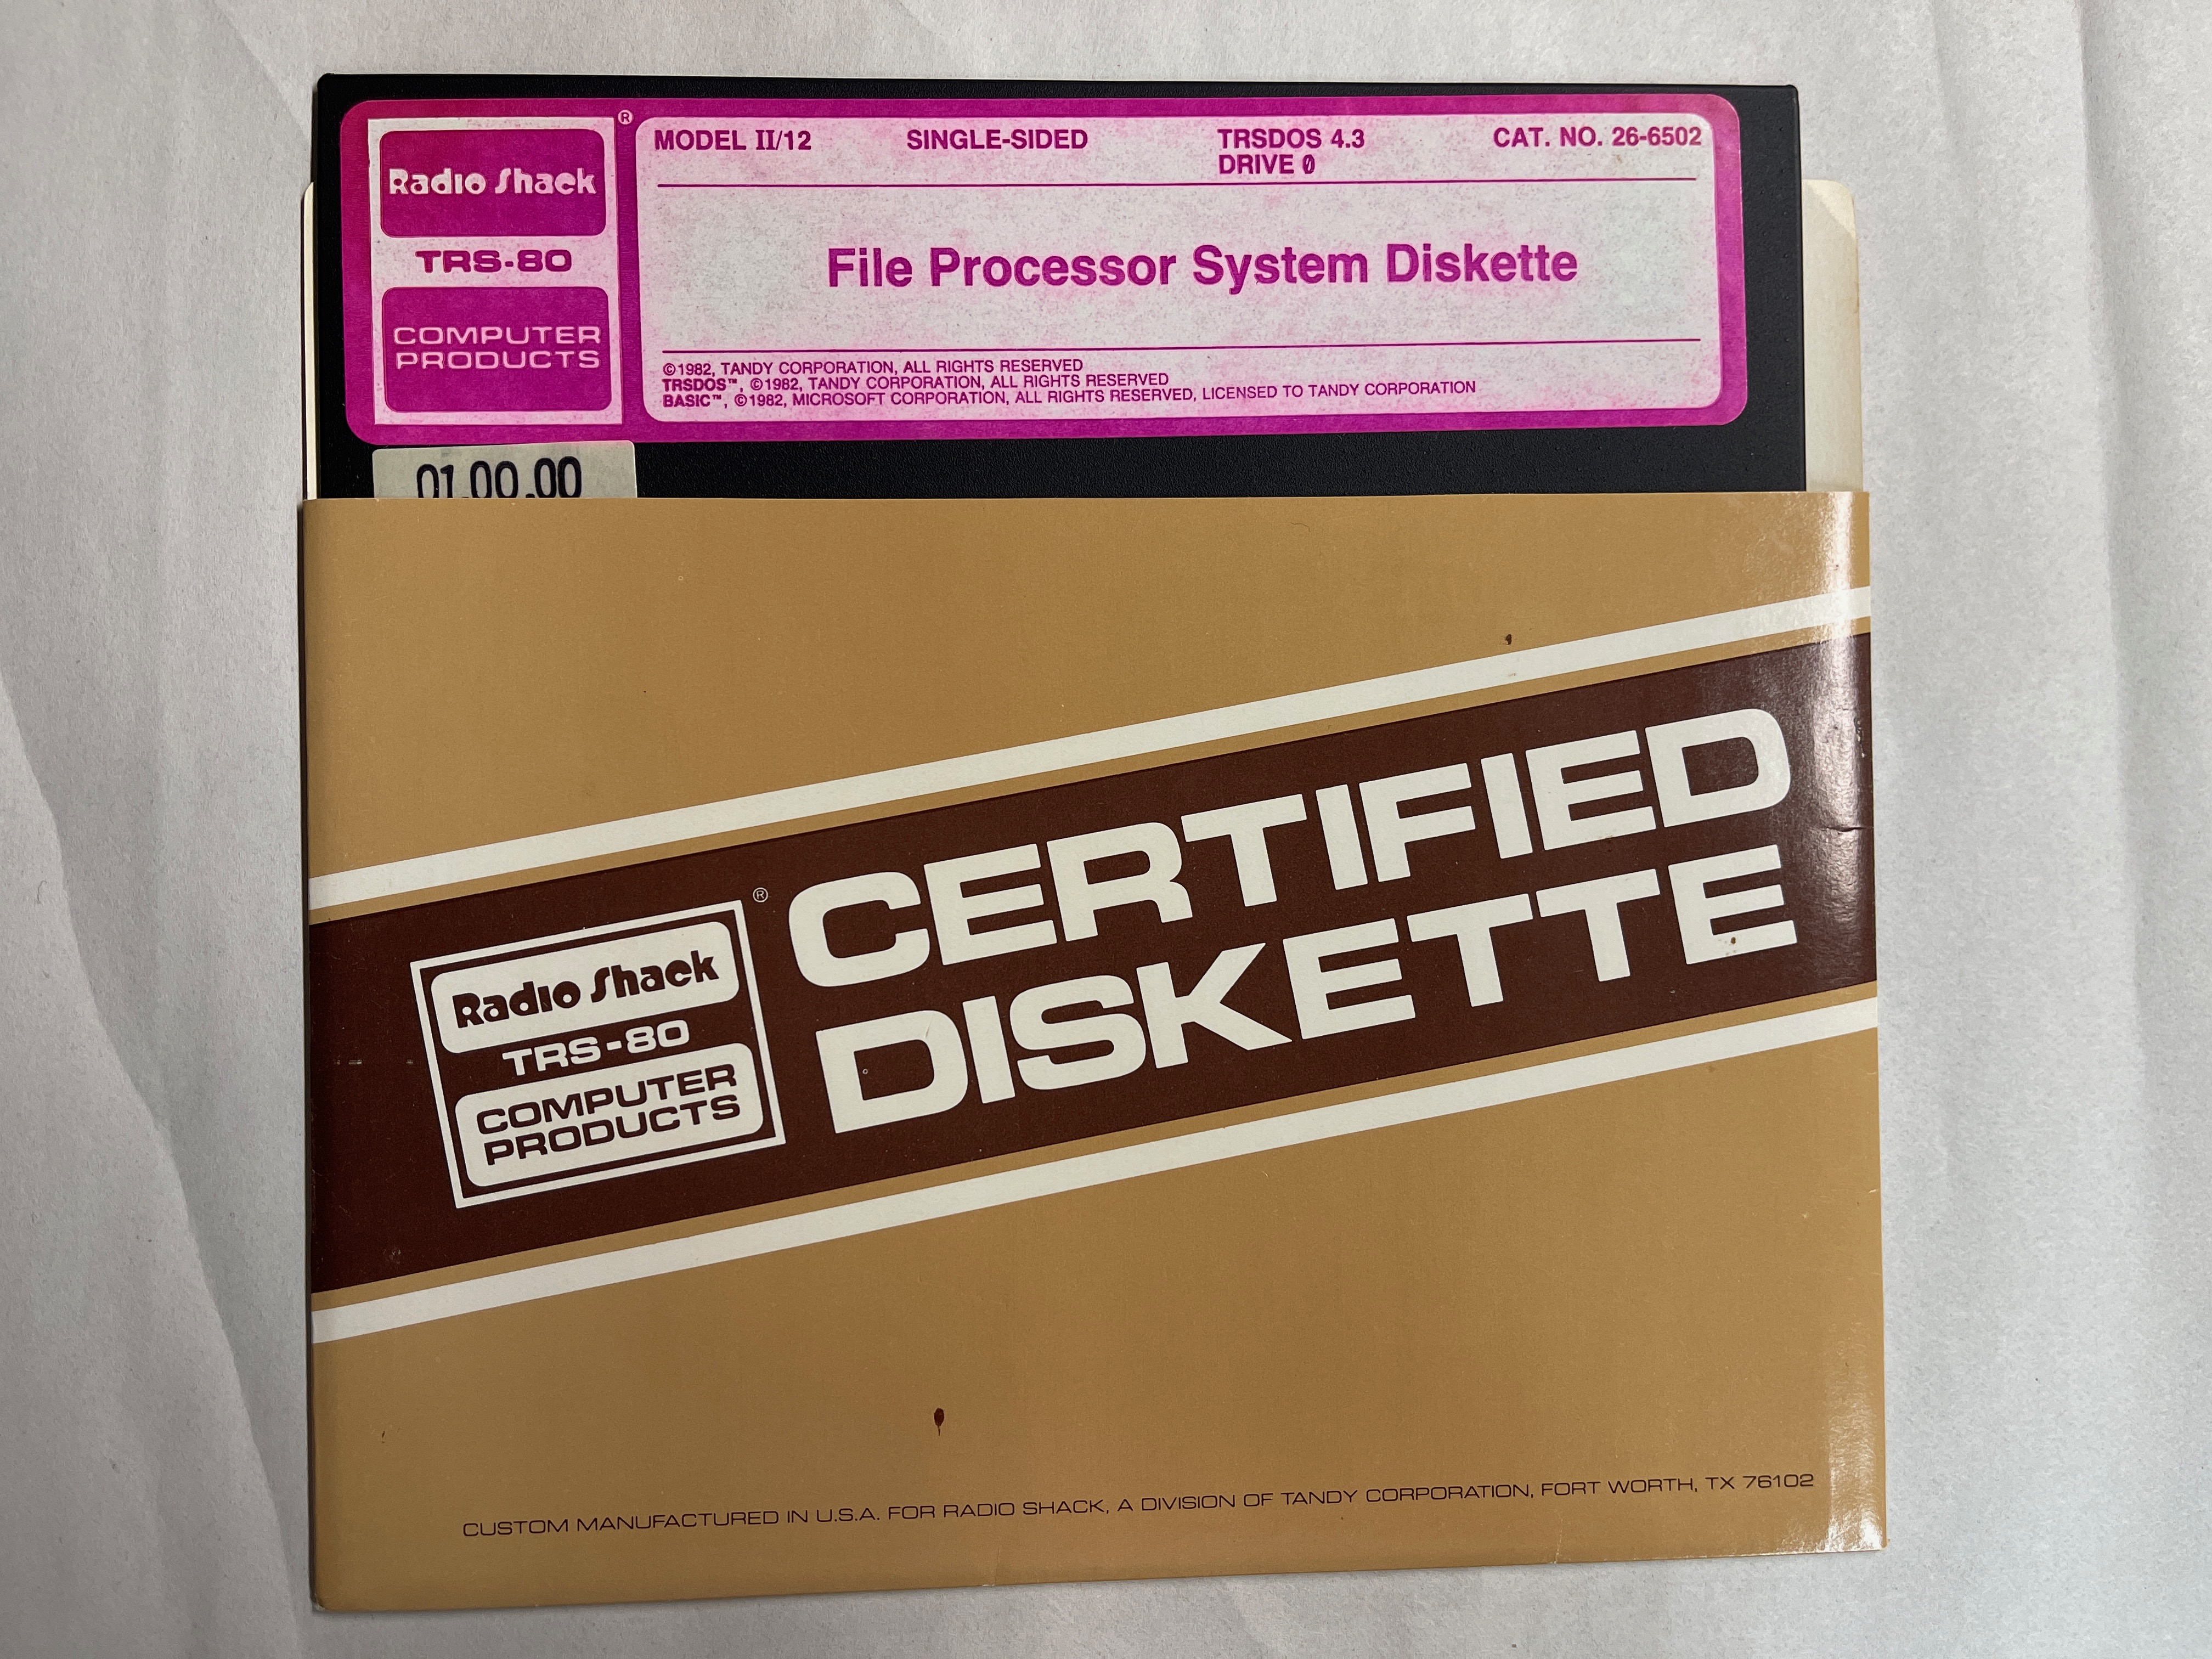 Radio Shack
®
TRS-80
COMPUTER
PRODUCTS
MODEL II/12 SINGLE-SIDED TRSDOS 4.3 CAT. NO. 26-6502
DRIVE 0
File Processor System Diskette
©1982, TANDY CORPORATION, ALL RIGHTS RESERVED
TRSDOS™, ©1982, TANDY CORPORATION, ALL RIGHTS RESERVED
BASIC™, ©1982, MICROSOFT CORPORATION, ALL RIGHTS RESERVED, LICENSED TO TANDY CORPORATION
01.00.00
Radio Shack
®
TRS-80
COMPUTER
PRODUCTS
CERTIFIED
DISKETTE
CUSTOM MANUFACTURED IN U.S.A. FOR RADIO SHACK, A DIVISION OF TANDY CORPORATION, FORT WORTH, TX 76102